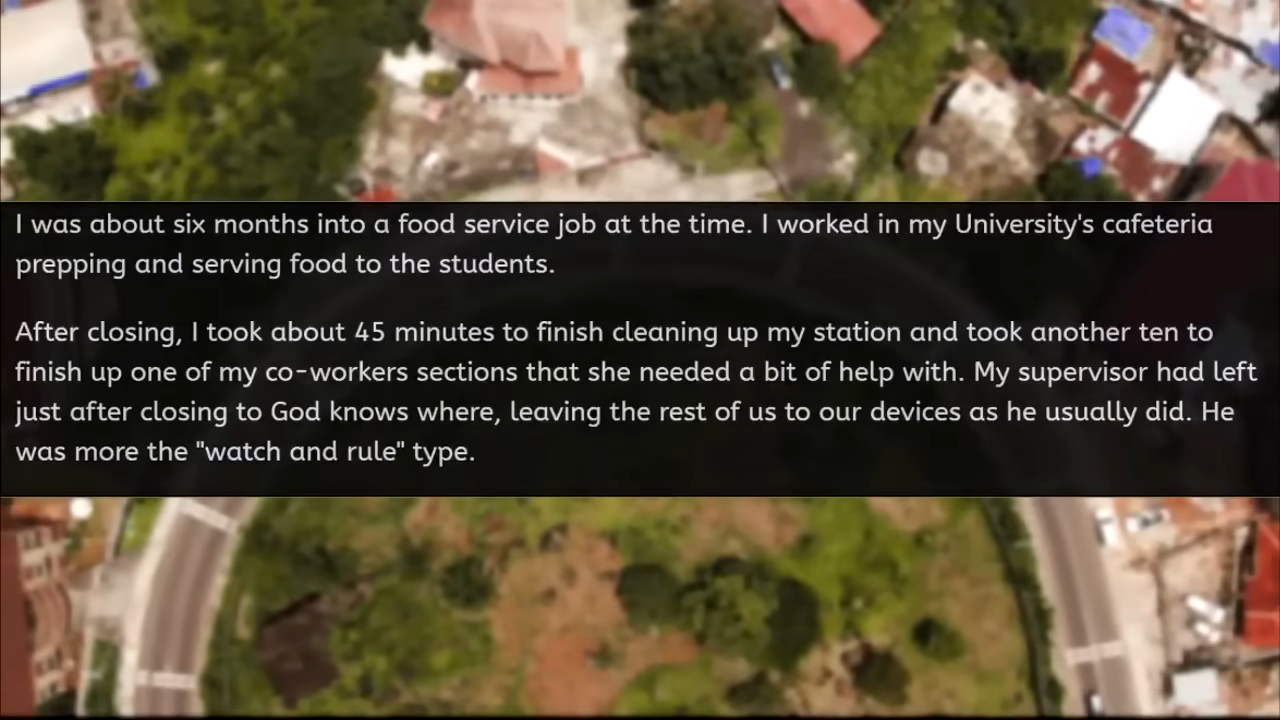 I was about six months into a food service job at the time. I worked in my University's cafeteria
prepping and serving food to the students.
After closing, I took about 45 minutes to finish cleaning up my station and took another ten to
finish up one of my co-workers sections that she needed a bit of help with. My supervisor had left
just after closing to God knows where, leaving the rest of us to our devices as he usually did. He
was more the "watch and rule" type.